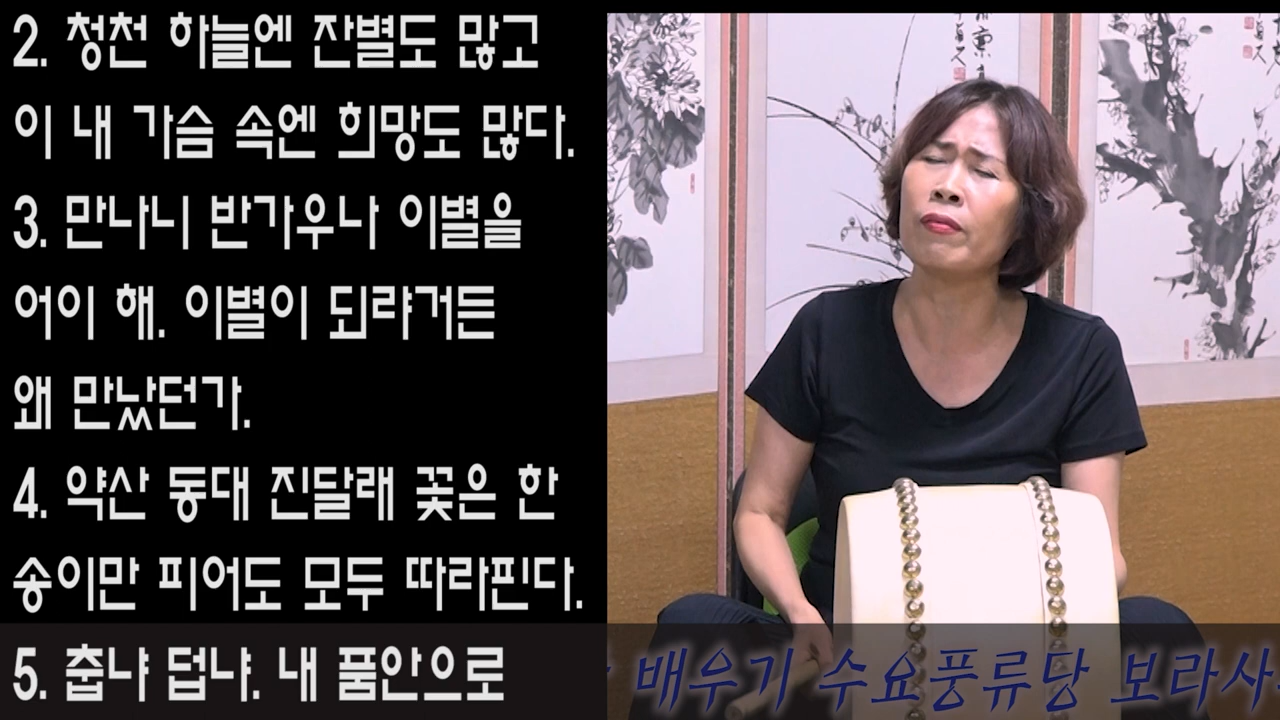 2. 청천 하늘엔 잔별도 많고
이 내 가슴 속엔 희망도 많다.
3. 만나니 반가우나 이별을
어이 해. 이별이 되랴거든
왜 만났던가.
4. 약산 동대 진달래 꽃은 한
송이만 피어도 모두 따라핀다.
5. 춥냐 덥냐. 내 품안으로
배우기 수요풍류당 보라사